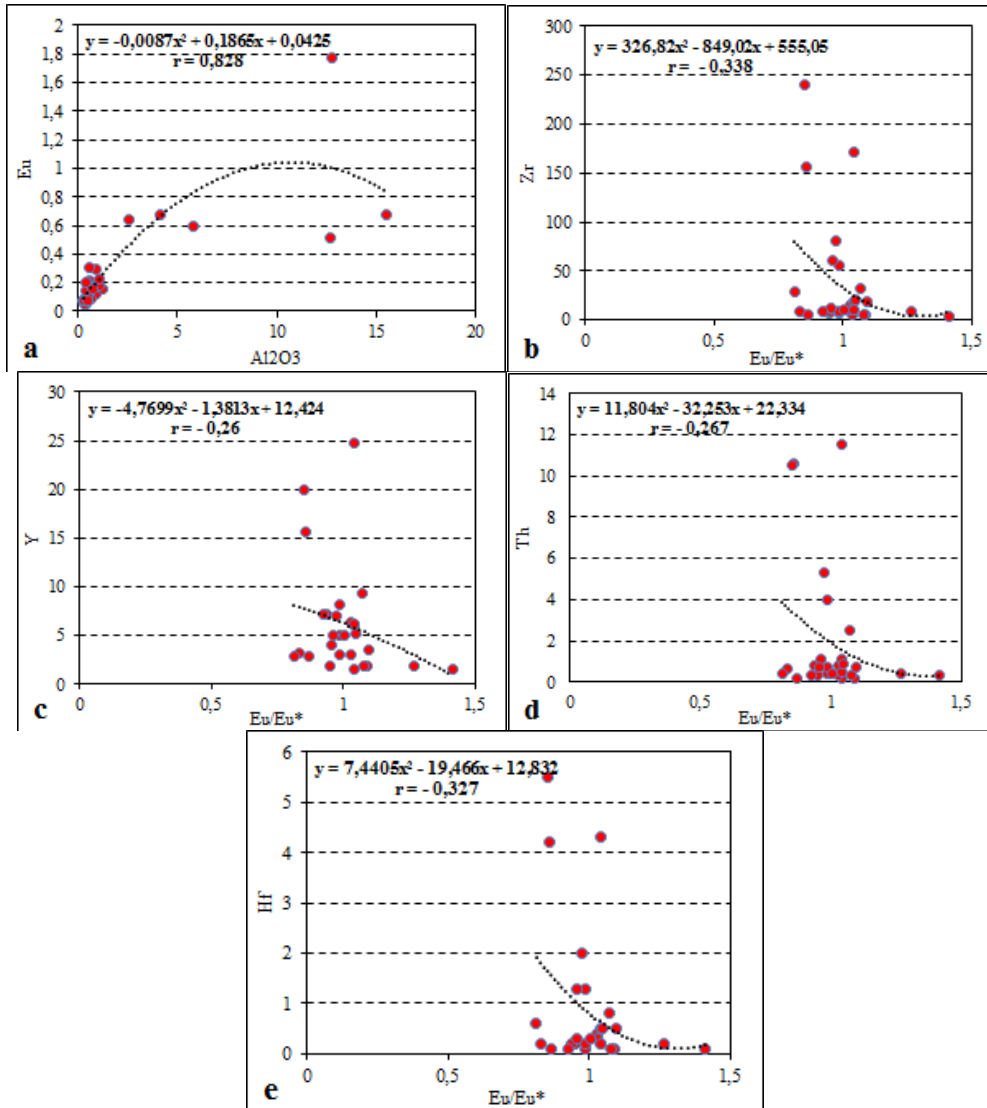 y = -0,0087x² + 0,1865x + 0,0425
r = 0,828
2
1,8
1,6
1,4
1,2
1
0,8
0,6
0,4
0,2
0
Eu
0 5 10 15 20
Al2O3
a
y = 326,82x² - 849,02x + 555,05
r = - 0,338
300
250
200
150
100
50
0
Zr
0 0,5 1 1,5
Eu/Eu*
b
y = -4,7699x² - 1,3813x + 12,424
r = - 0,26
30
25
20
15
10
5
0
Y
0 0,5 1 1,5
Eu/Eu*
c
y = 11,804x² - 32,253x + 22,334
r = - 0,267
14
12
10
8
6
4
2
0
Th
0 0,5 1 1,5
Eu/Eu*
d
y = 7,4405x² - 19,466x + 12,832
r = - 0,327
6
5
4
3
2
1
0
Hf
0 0,5 1 1,5
Eu/Eu*
e